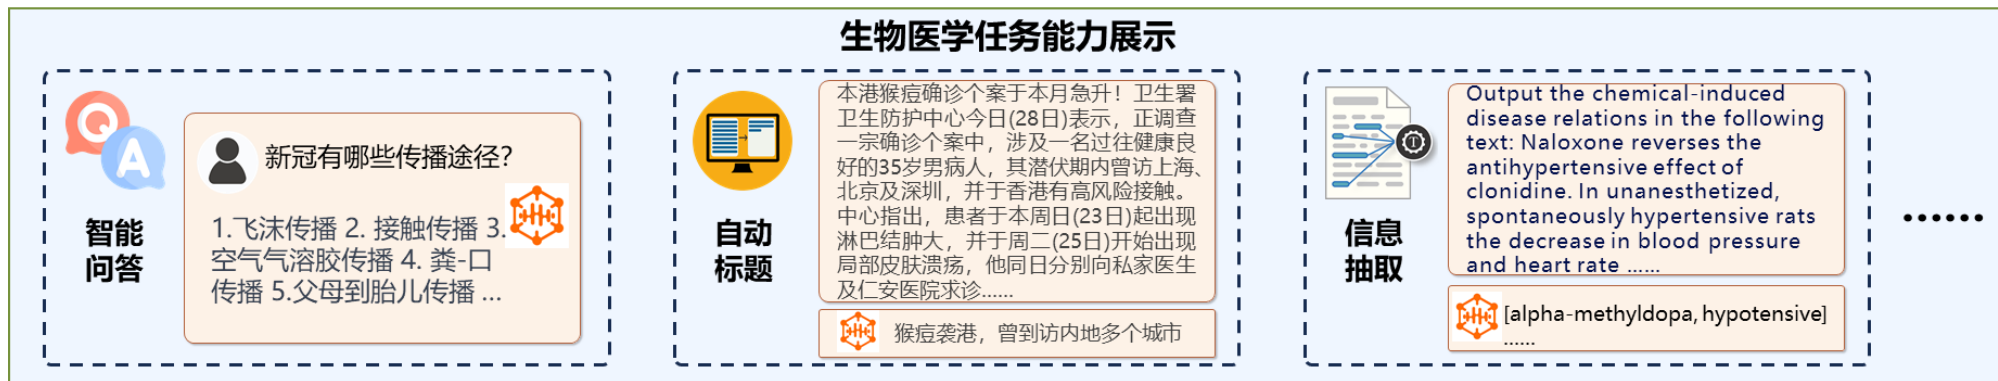 生物医学任务能力展示
智能
问答
新冠有哪些传播途径?
1.飞沫传播 2. 接触传播 3.
空气气溶胶传播 4. 粪-口
传播 5.父母到胎儿传播 ...
自动
标题
本港猴痘确诊个案于本月急升！卫生署
卫生防护中心今日(28日)表示，正调查
一宗确诊个案中，涉及一名过往健康良
好的35岁男病人，其潜伏期内曾访上海、
北京及深圳，并于香港有高风险接触。
中心指出，患者于本周日(23日)起出现
淋巴结肿大，并于周二(25日)开始出现
局部皮肤溃疡，他同日分别向私家医生
及仁安医院求诊......
猴痘袭港，曾到访内地多个城市
信息
抽取
Output the chemical-induced
disease relations in the following
text: Naloxone reverses the
antihypertensive effect of
clonidine. In unanesthetized,
spontaneously hypertensive rats
the decrease in blood pressure
and heart rate ......
[alpha-methyldopa, hypotensive]
......
......